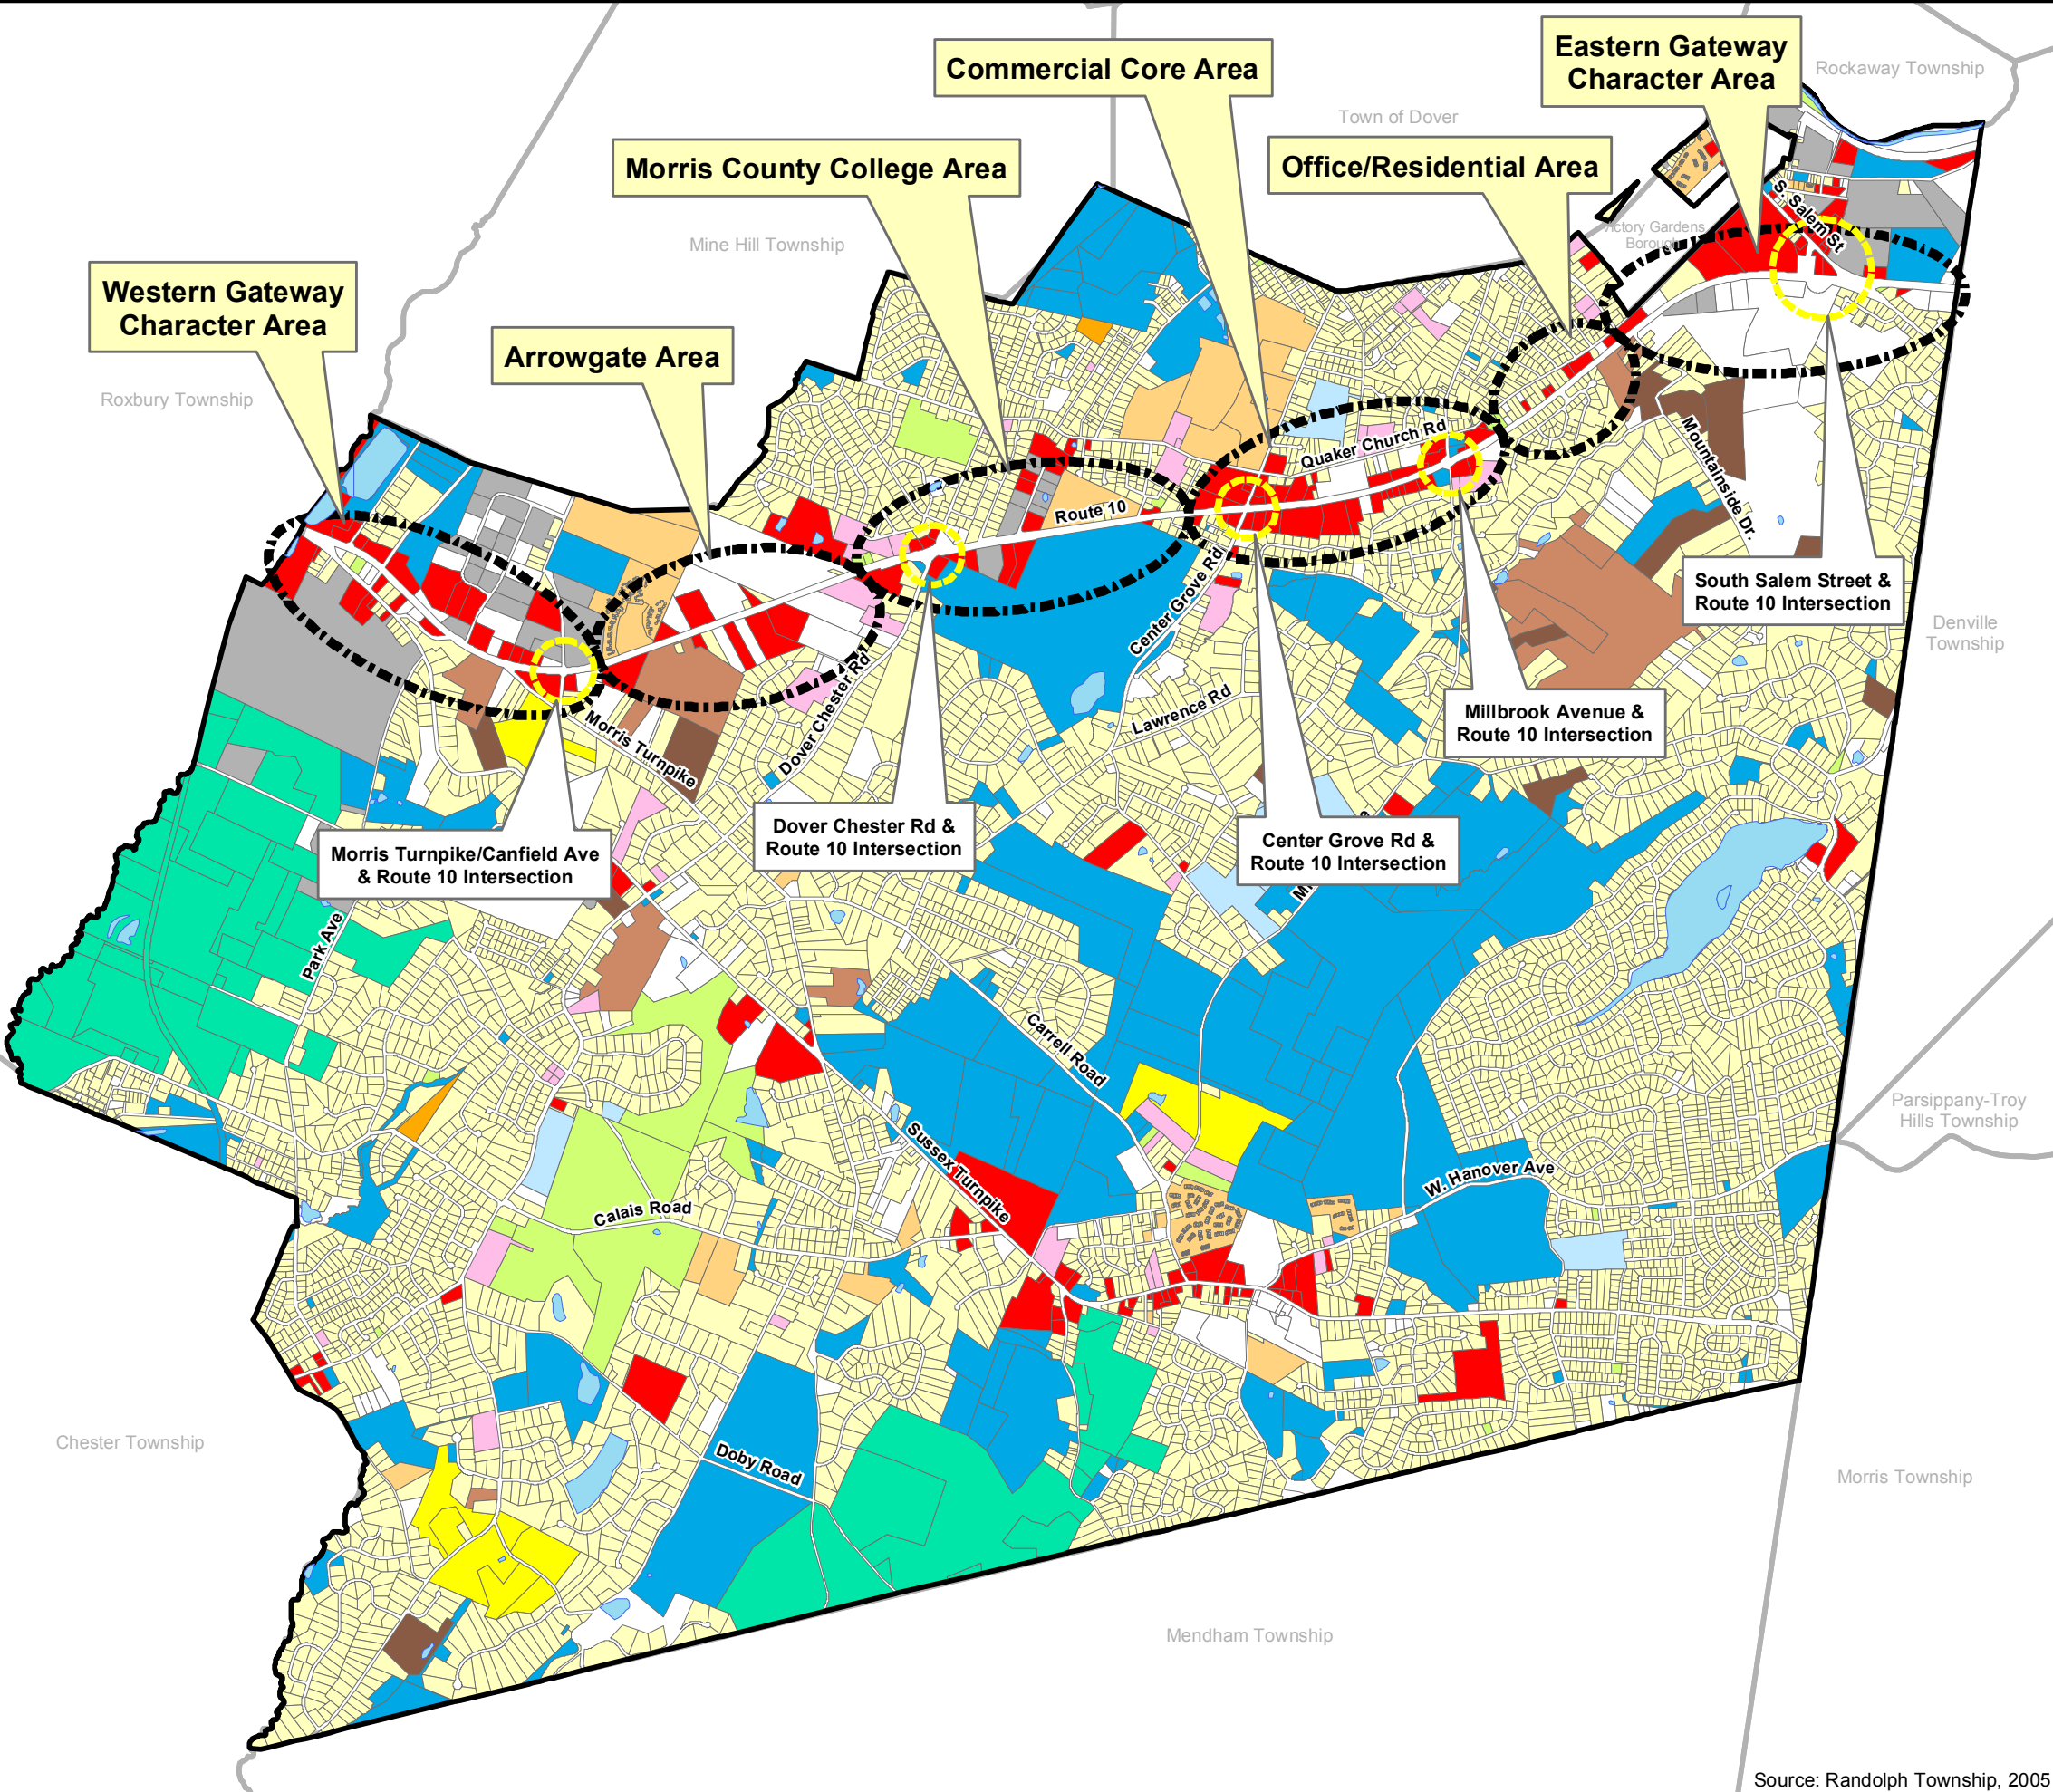 Eastern Gateway
Character Area
Commercial Core Area
Rockaway Township
Town of Dover
Office/Residential Area
Morris County College Area
S. Salem St
Victory Gardens
Borough
Mine Hill Township
Western Gateway
Character Area
Arrowgate Area
Roxbury Township
Quaker Church Rd
Mountainside Dr.
Route 10
South Salem Street &
Route 10 Intersection
Center Grove Rd
Denville
Township
Dover Chester Rd
Lawrence Rd
Millbrook Avenue &
Route 10 Intersection
Morris Turnpike
Dover Chester Rd &
Route 10 Intersection
Center Grove Rd &
Route 10 Intersection
Morris Turnpike/Canfield Ave
& Route 10 Intersection
Park Ave
Carrell Road
Parsippany-Troy
Hills Township
Sussex Turnpike
W. Hanover Ave
Calais Road
Chester Township
Doby Road
Morris Township
Mendham Township
Source: Randolph Township, 2005